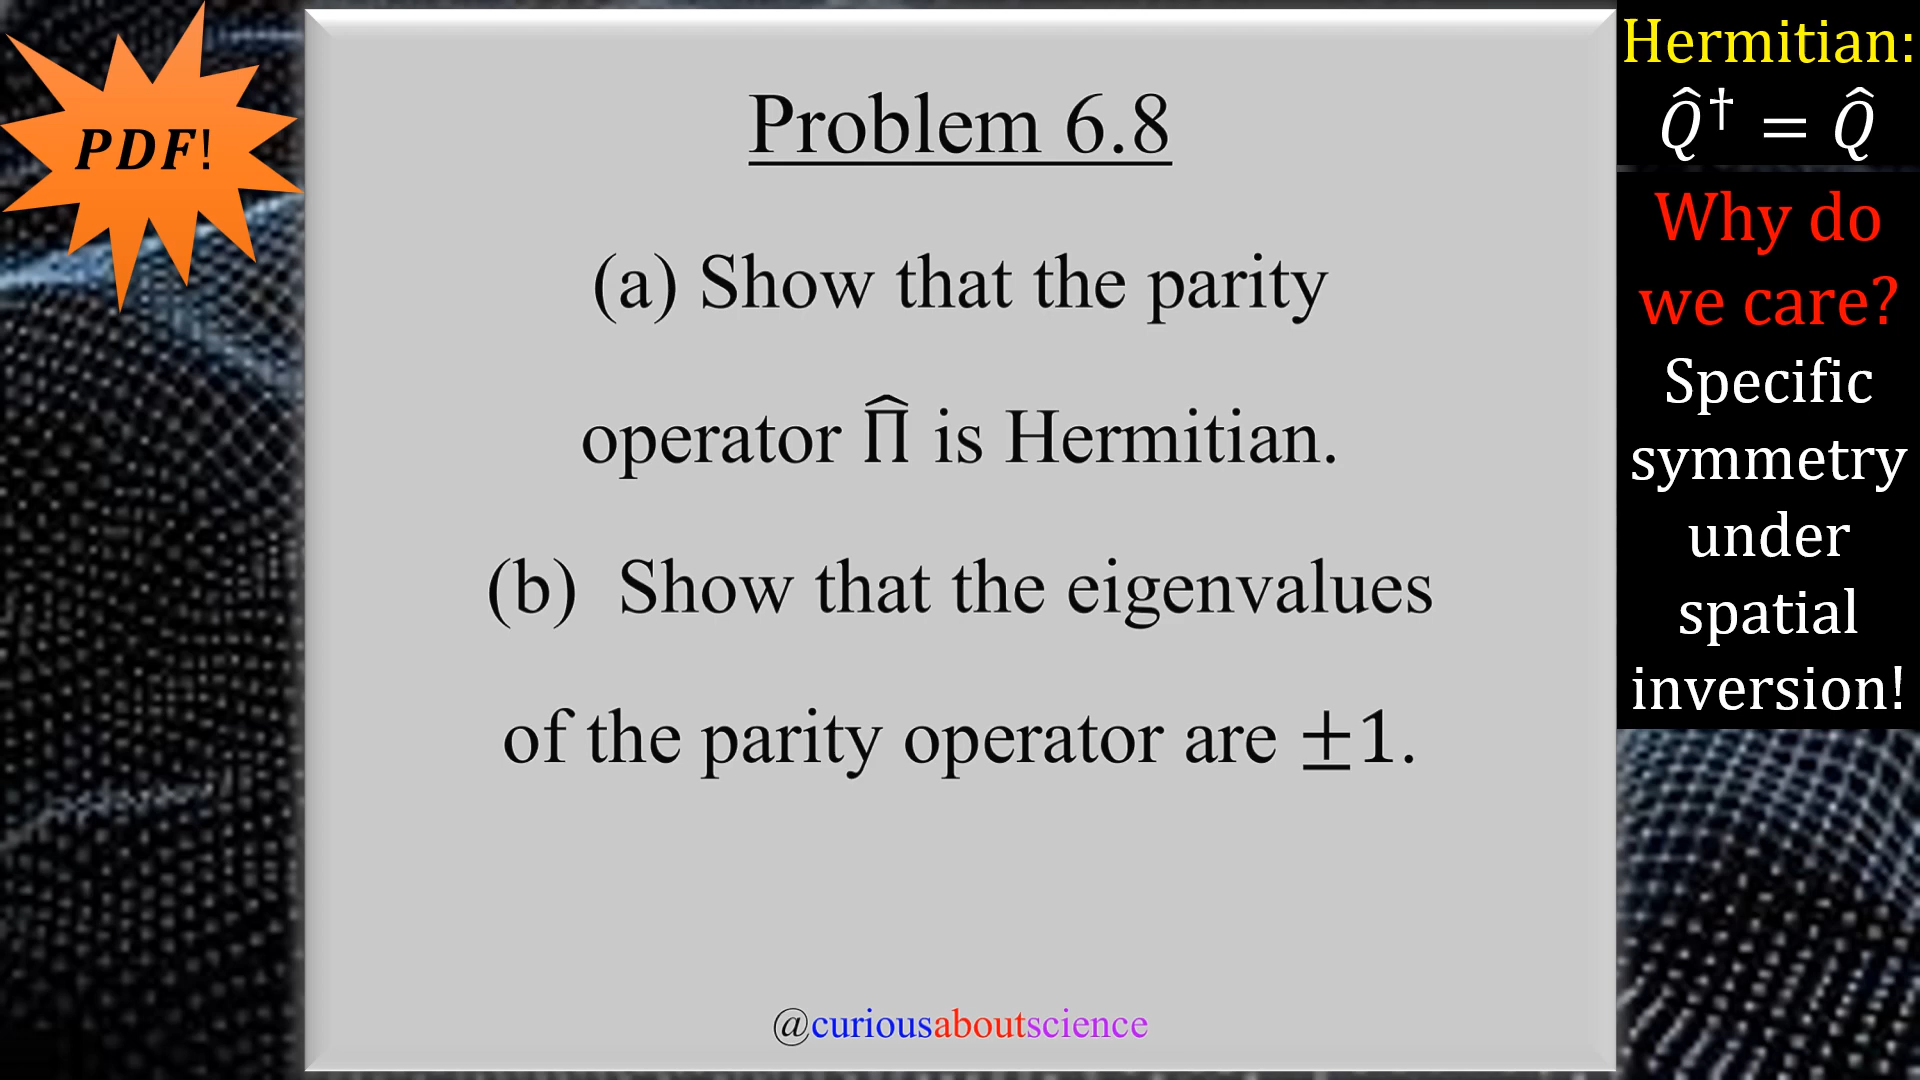 PDF!
Problem 6.8
(a) Show that the parity
operator Π̂ is Hermitian.
(b) Show that the eigenvalues
of the parity operator are ±1.
@curiousaboutscience
Hermitian:
Q̂† = Q̂
Why do
we care?
Specific
symmetry
under
spatial
inversion!